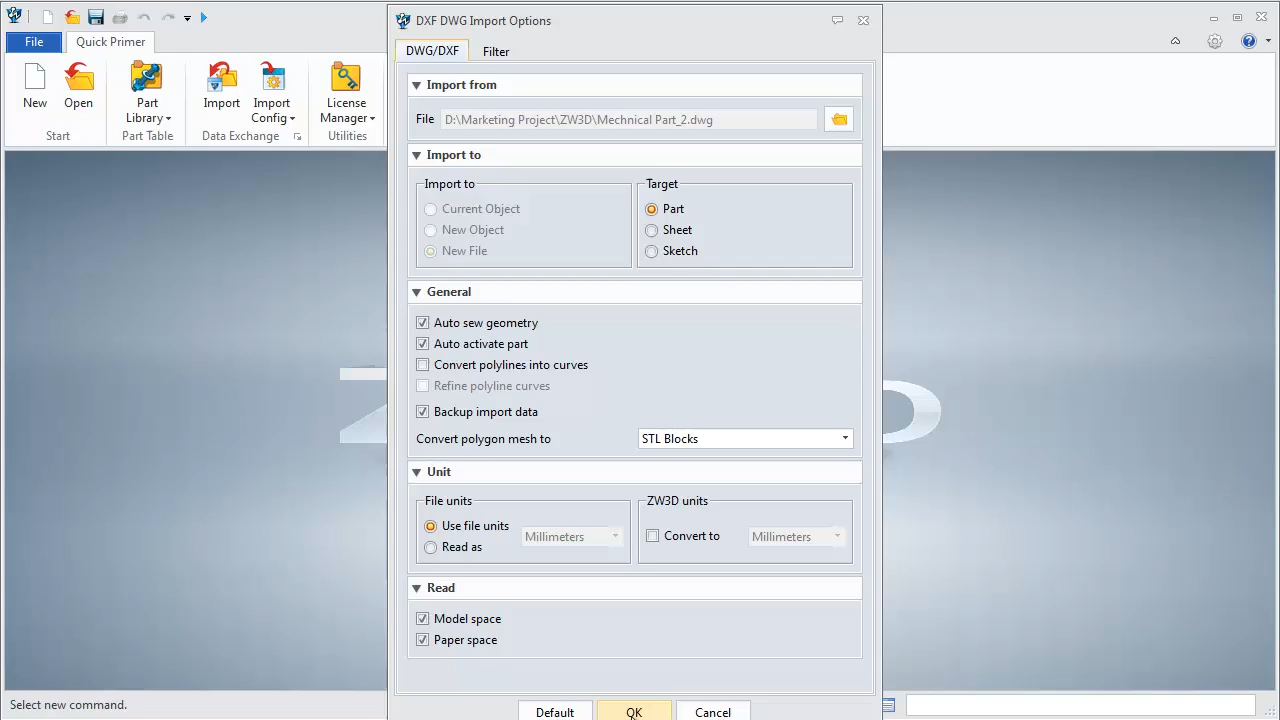 DXF DWG Import Options
File Quick Primer
DWG/DXF Filter
New Open Part Library Import Import Config License Manager
Start Part Table Data Exchange Utilities
Import from
File D:\Marketing Project\ZW3D\Mechnical Part_2.dwg
Import to
Import to Target
Current Object Part
New Object Sheet
New File Sketch
General
Auto sew geometry
Auto activate part
Convert polylines into curves
Refine polyline curves
Backup import data
Convert polygon mesh to STL Blocks
Unit
File units ZW3D units
Use file units Millimeters Convert to Millimeters
Read as
Read
Model space
Paper space
Select new command.
Default OK Cancel